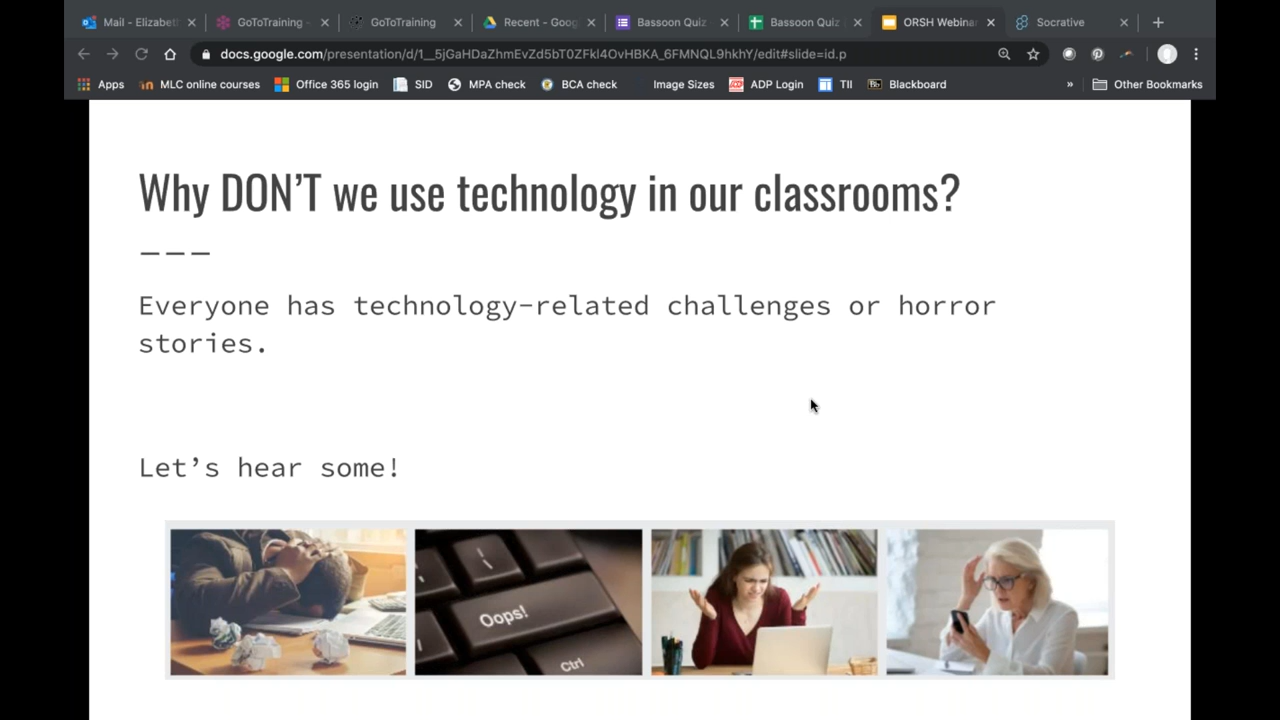 Mail - Elizabet
GoToTraining -
GoToTraining
Recent - Goog
Bassoon Quiz
Bassoon Quiz
ORSH Webinar
Socrative
docs.google.com/presentation/d/1__5jGaHDaZhmEvZd5bT0ZFkl4OvHBKA_6FMNQL9hkhY/edit#slide=id.p
Apps
MLC online courses
Office 365 login
SID
MPA check
BCA check
Image Sizes
ADP Login
TII
Bb
Blackboard
»
Other Bookmarks
Why DON’T we use technology in our classrooms?
Everyone has technology-related challenges or horror
stories.
Let’s hear some!
Oops!
Ctrl